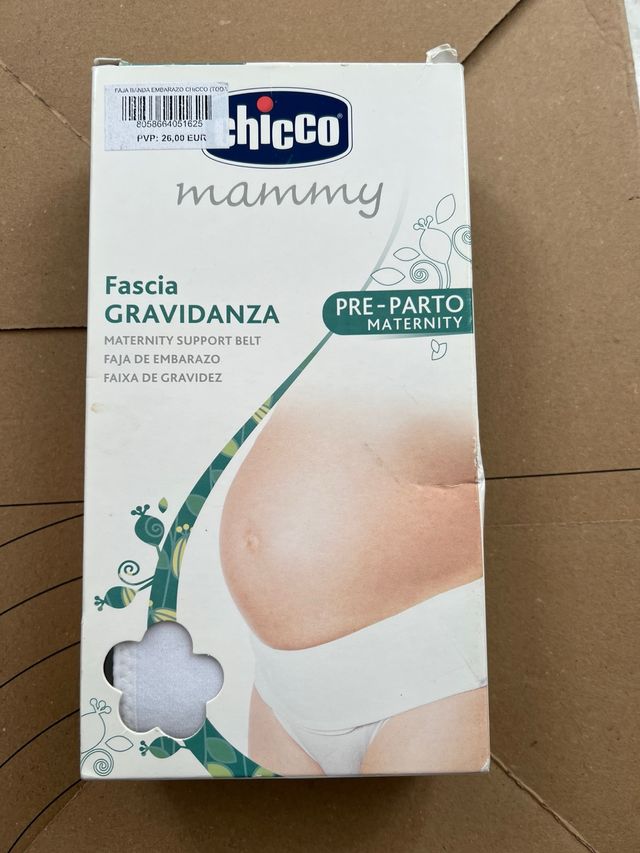 FAJA BANDA EMBARAZO CHICCO (TODA
8058664051625
PVP: 26,00 EUR
chicco
mammy
Fascia
GRAVIDANZA
MATERNITY SUPPORT BELT
FAJA DE EMBARAZO
FAIXA DE GRAVIDEZ
PRE-PARTO
MATERNITY